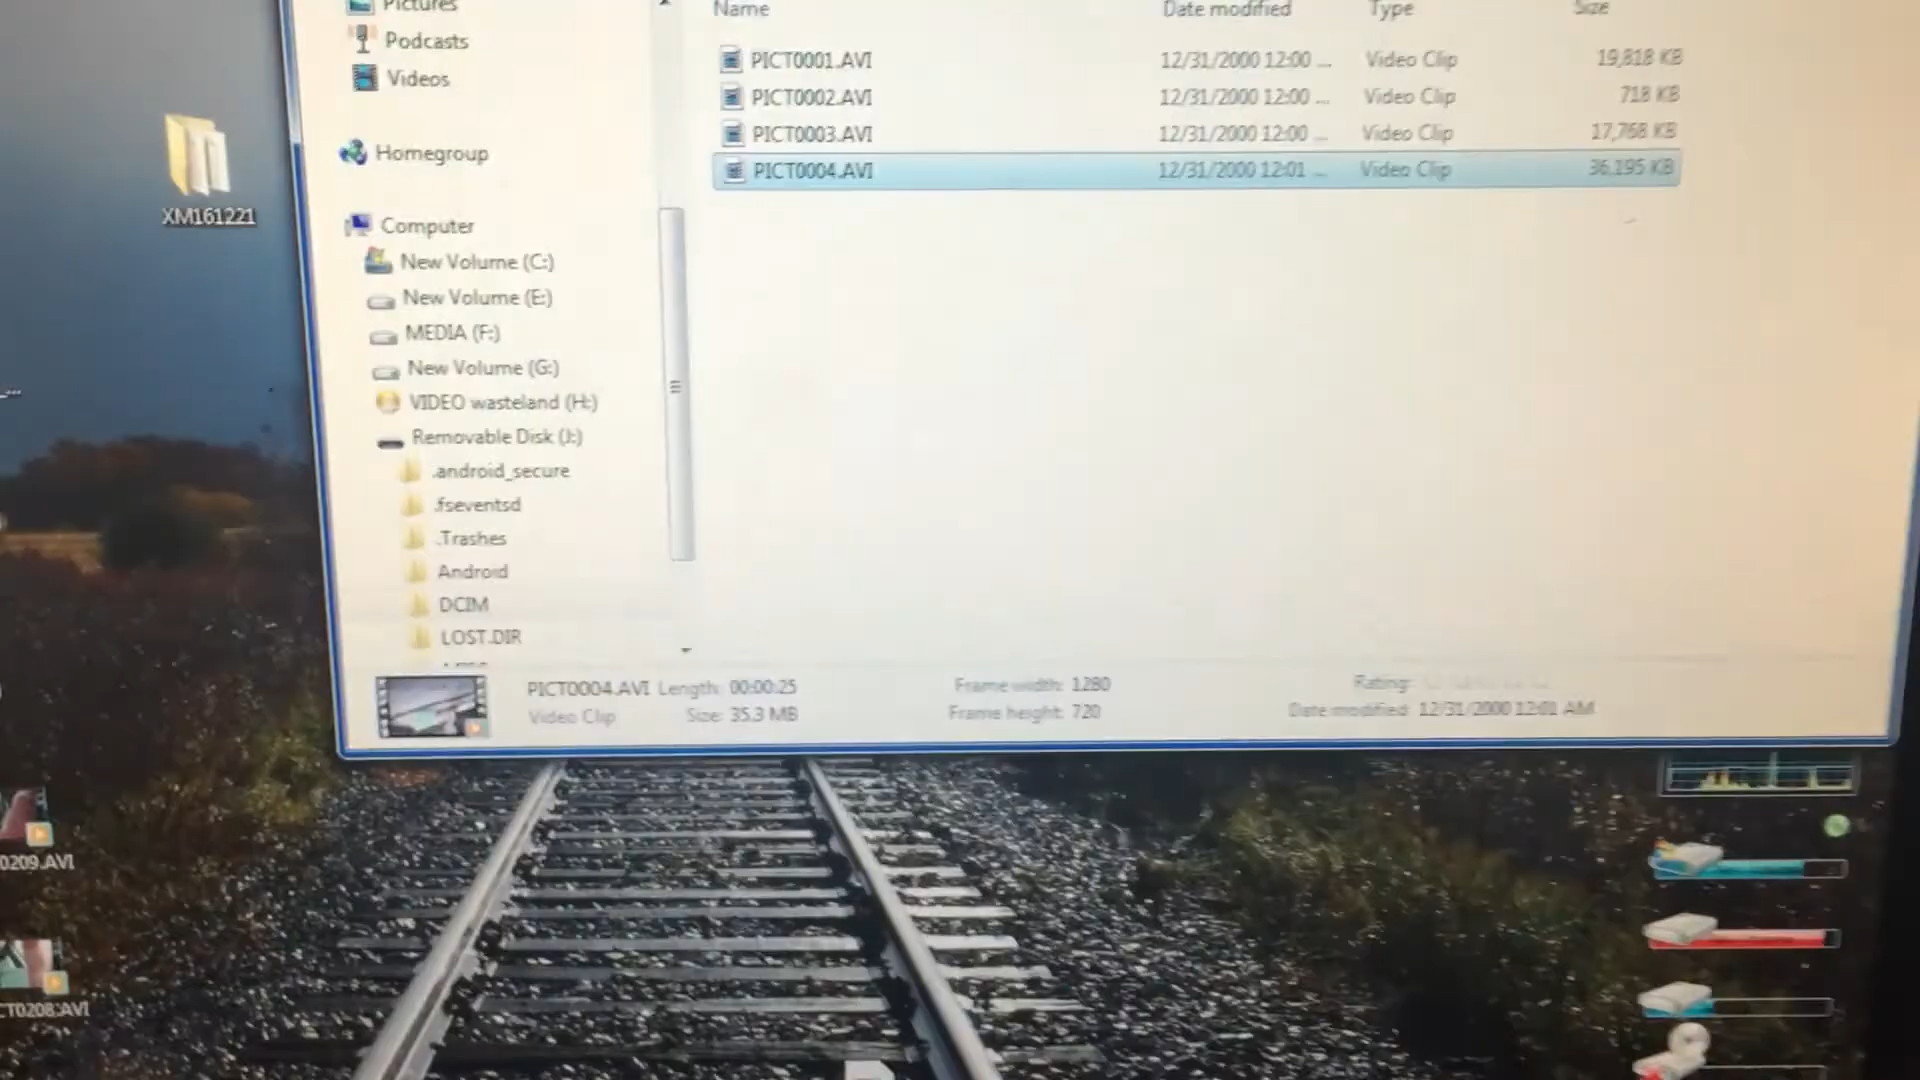 Pictures
Podcasts
Videos
Homegroup
Computer
New Volume (C:)
New Volume (E:)
MEDIA (F:)
New Volume (G:)
VIDEO wasteland (H:)
Removable Disk (J:)
.android_secure
.fseventsd
.Trashes
Android
DCIM
LOST.DIR
Name Date modified Type Size
PICT0001.AVI 12/31/2000 12:00 ... Video Clip 19,818 KB
PICT0002.AVI 12/31/2000 12:00 ... Video Clip 718 KB
PICT0003.AVI 12/31/2000 12:00 ... Video Clip 17,768 KB
PICT0004.AVI 12/31/2000 12:01 ... Video Clip 36,195 KB
PICT0004.AVI Length: 00:00:25 Frame width: 1280 Rating:
Video Clip Size: 35.3 MB Frame height: 720 Date modified: 12/31/2000 12:01 AM
XM161221
0209.AVI
CT0208.AVI